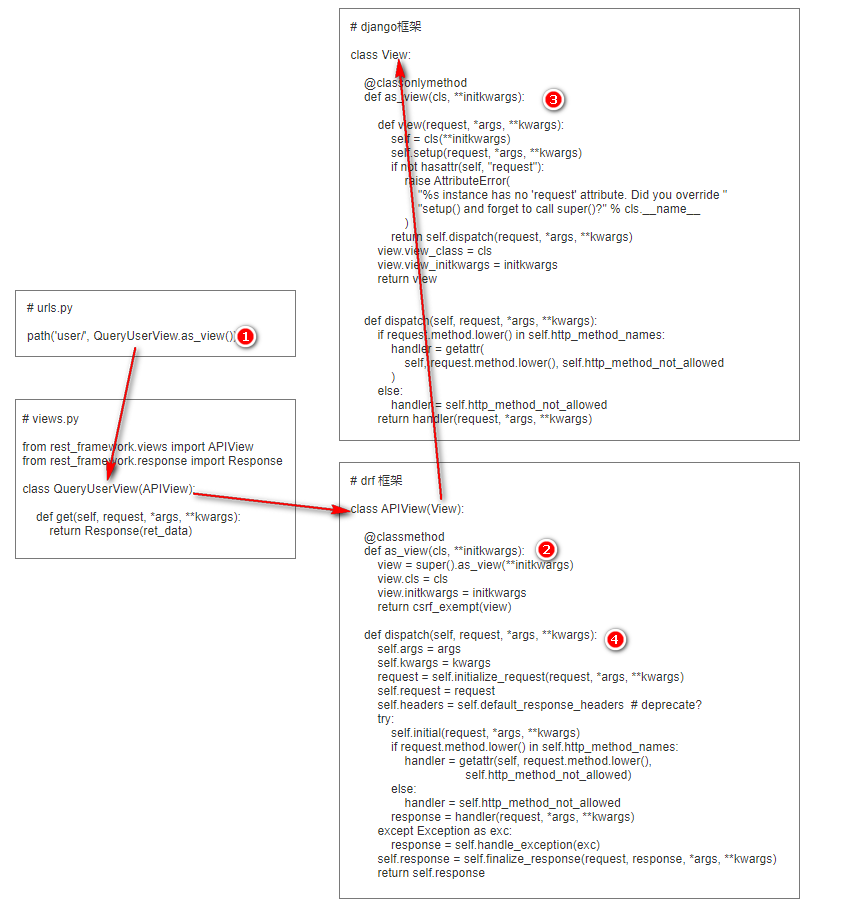 # django框架
class View:
@classonlymethod
def as_view(cls, **initkwargs):
3
def view(request, *args, **kwargs):
self = cls(**initkwargs)
self.setup(request, *args, **kwargs)
if not hasattr(self, "request"):
raise AttributeError(
"%s instance has no 'request' attribute. Did you override "
"setup() and forget to call super()?" % cls.__name__
)
return self.dispatch(request, *args, **kwargs)
view.view_class = cls
view.view_initkwargs = initkwargs
return view
def dispatch(self, request, *args, **kwargs):
if request.method.lower() in self.http_method_names:
handler = getattr(
self, request.method.lower(), self.http_method_not_allowed
)
else:
handler = self.http_method_not_allowed
return handler(request, *args, **kwargs)
# urls.py
path('user/', QueryUserView.as_view())
1
# views.py
from rest_framework.views import APIView
from rest_framework.response import Response
class QueryUserView(APIView):
def get(self, request, *args, **kwargs):
return Response(ret_data)
# drf 框架
class APIView(View):
@classmethod
def as_view(cls, **initkwargs):
2
view = super().as_view(**initkwargs)
view.cls = cls
view.initkwargs = initkwargs
return csrf_exempt(view)
def dispatch(self, request, *args, **kwargs):
4
self.args = args
self.kwargs = kwargs
request = self.initialize_request(request, *args, **kwargs)
self.request = request
self.headers = self.default_response_headers  # deprecate?
try:
self.initial(request, *args, **kwargs)
if request.method.lower() in self.http_method_names:
handler = getattr(self, request.method.lower(),
self.http_method_not_allowed)
else:
handler = self.http_method_not_allowed
response = handler(request, *args, **kwargs)
except Exception as exc:
response = self.handle_exception(exc)
self.response = self.finalize_response(request, response, *args, **kwargs)
return self.response